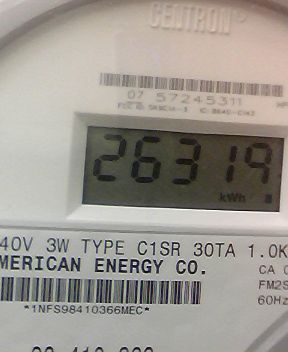 CENTRON
07 57245311
26319
kWh
40V 3W TYPE C1SR 30TA 1.0K
MERICAN ENERGY CO.
CA
FM2S
60Hz
*1NFS98410366MEC*